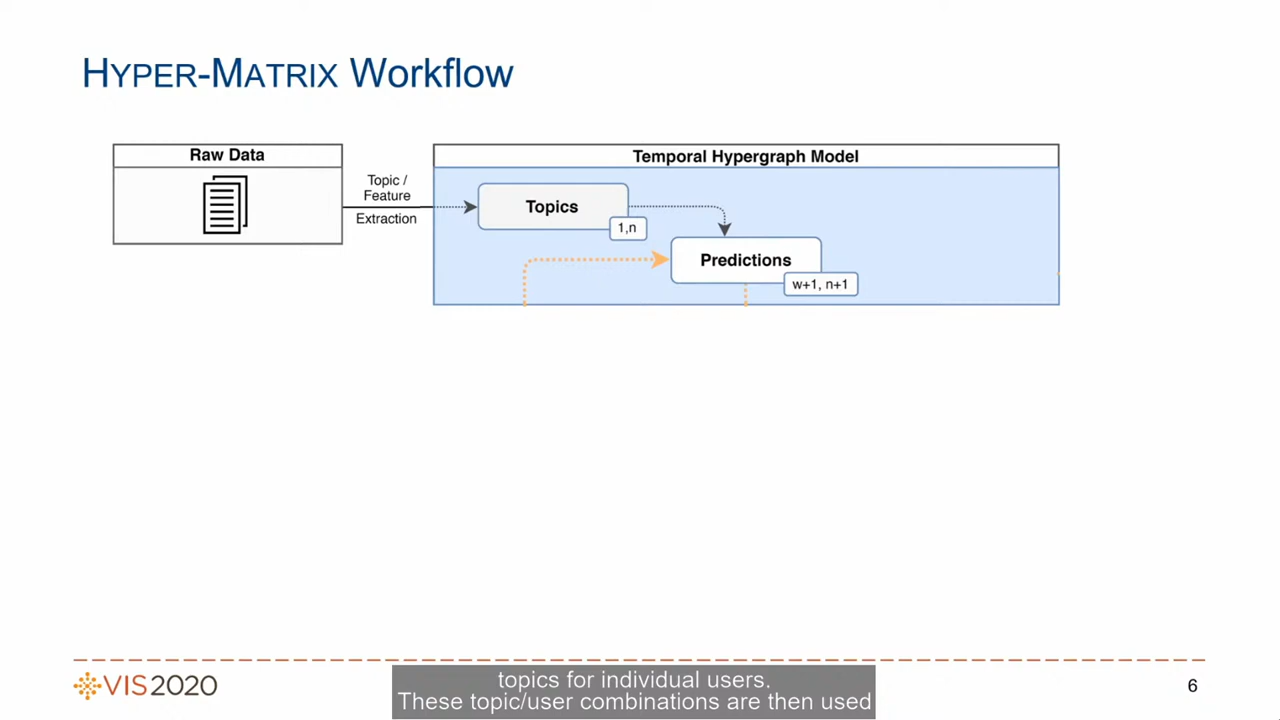 HYPER-MATRIX Workflow
Raw Data
Temporal Hypergraph Model
Topic /
Feature
Extraction
Topics
1,n
Predictions
w+1, n+1
VIS2020
topics for individual users.
These topic/user combinations are then used
6